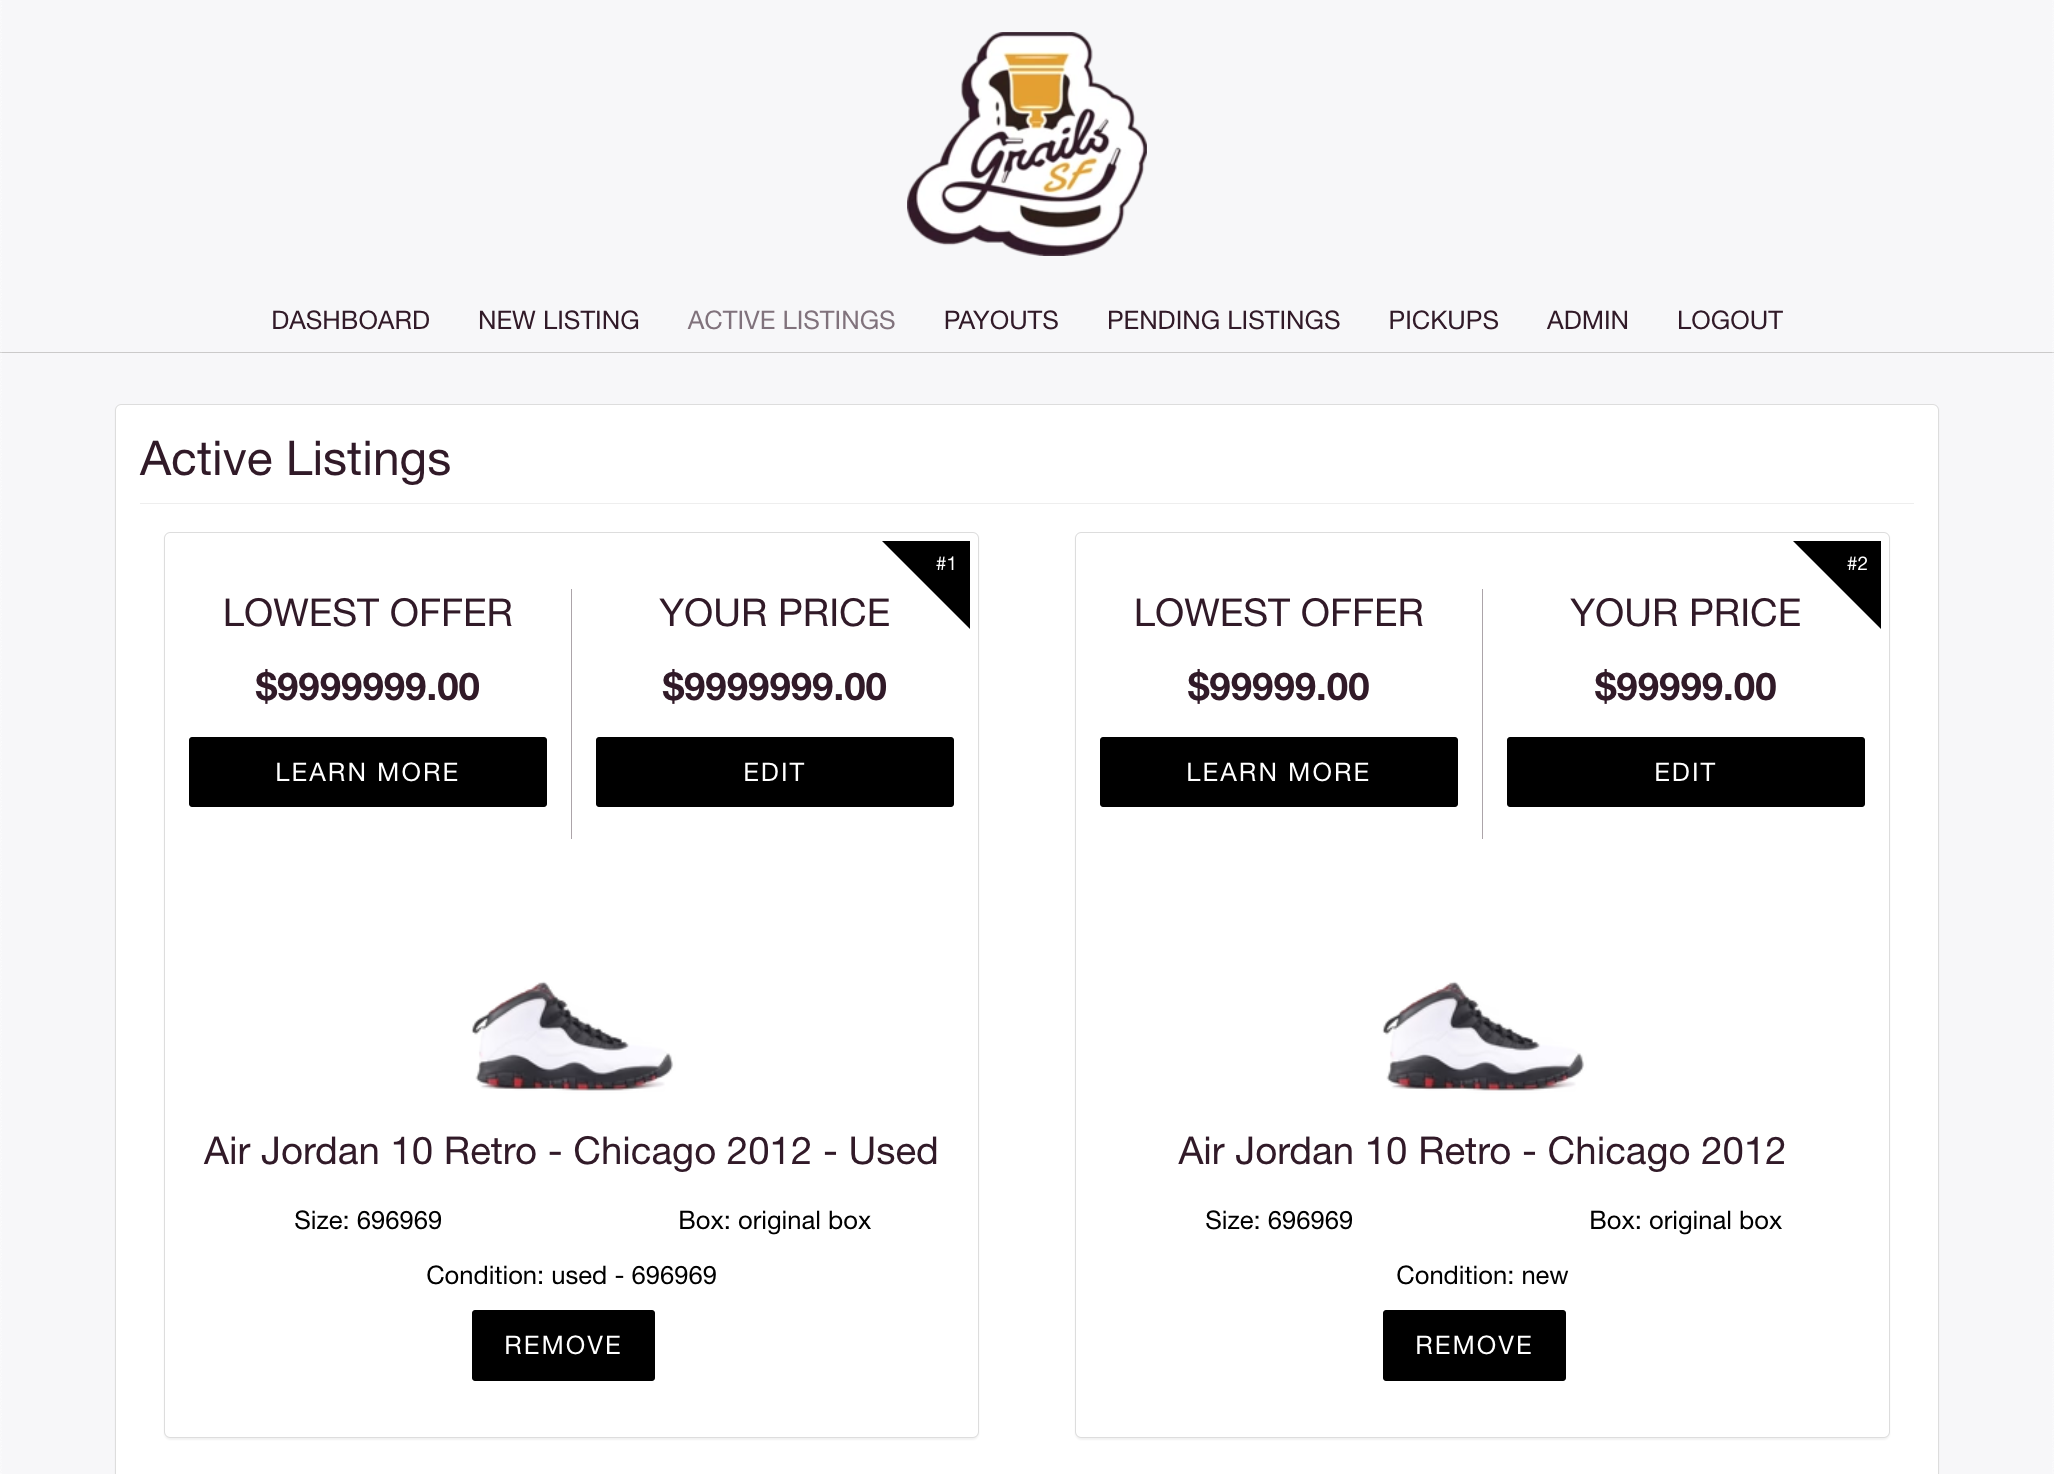 Grails
SF
DASHBOARD NEW LISTING ACTIVE LISTINGS PAYOUTS PENDING LISTINGS PICKUPS ADMIN LOGOUT
Active Listings
#1
LOWEST OFFER YOUR PRICE
$9999999.00 $9999999.00
LEARN MORE EDIT
Air Jordan 10 Retro - Chicago 2012 - Used
Size: 696969 Box: original box
Condition: used - 696969
REMOVE
#2
LOWEST OFFER YOUR PRICE
$99999.00 $99999.00
LEARN MORE EDIT
Air Jordan 10 Retro - Chicago 2012
Size: 696969 Box: original box
Condition: new
REMOVE